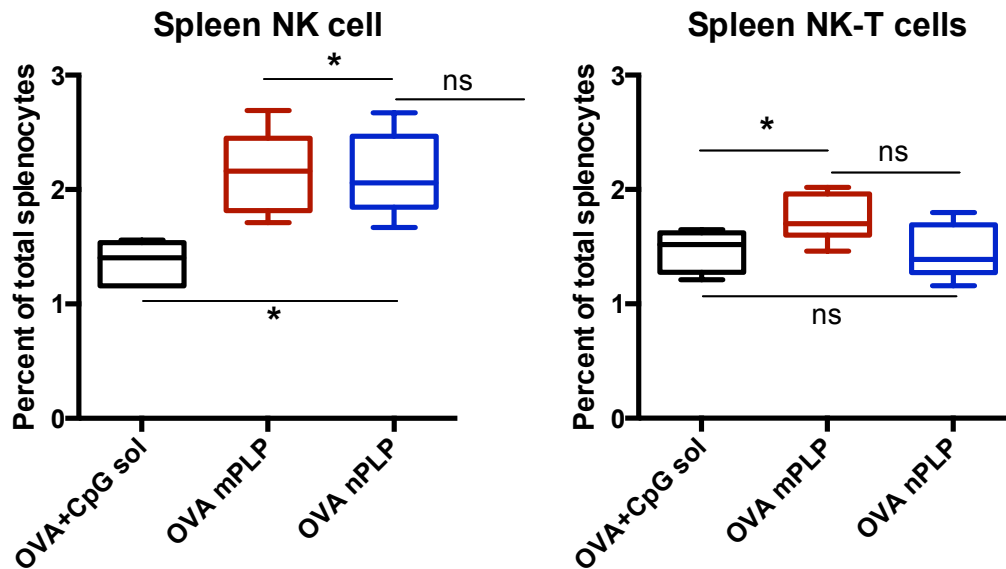 Spleen NK cell
Percent of total splenocytes
3
2
1
0
*
ns
*
OVA+CpG sol
OVA mPLP
OVA nPLP
Spleen NK-T cells
Percent of total splenocytes
3
2
1
0
*
ns
ns
OVA+CpG sol
OVA mPLP
OVA nPLP